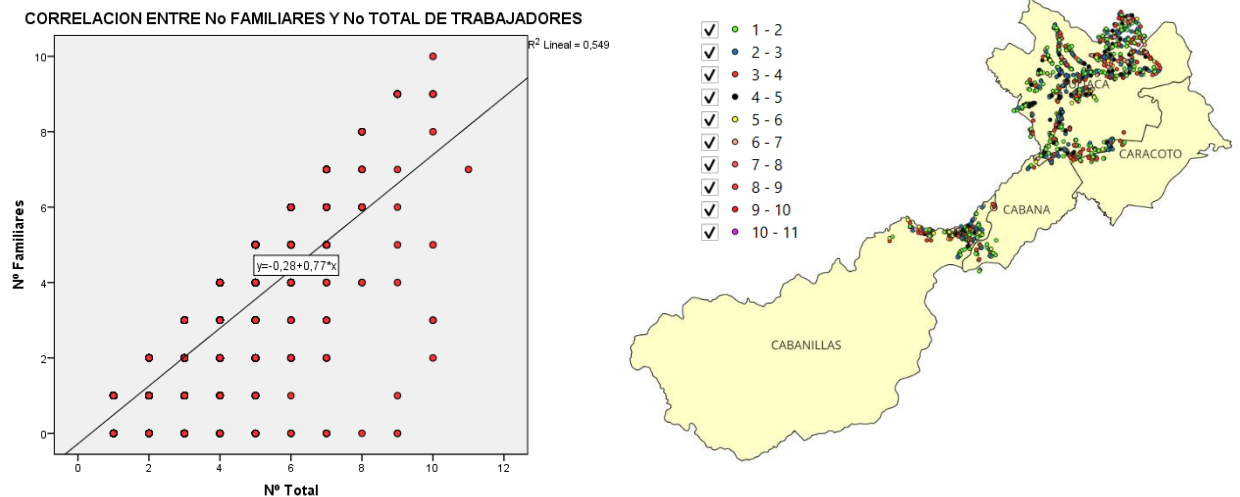 CORRELACION ENTRE No FAMILIARES Y No TOTAL DE TRABAJADORES
R² Lineal = 0,549
10
8
6
4
2
0
Nº Familiares
y=-0,28+0,77*x
0 2 4 6 8 10 12
Nº Total
1 - 2
2 - 3
3 - 4
4 - 5
5 - 6
6 - 7
7 - 8
8 - 9
9 - 10
10 - 11
CARACOTO
CABANA
CABANILLAS